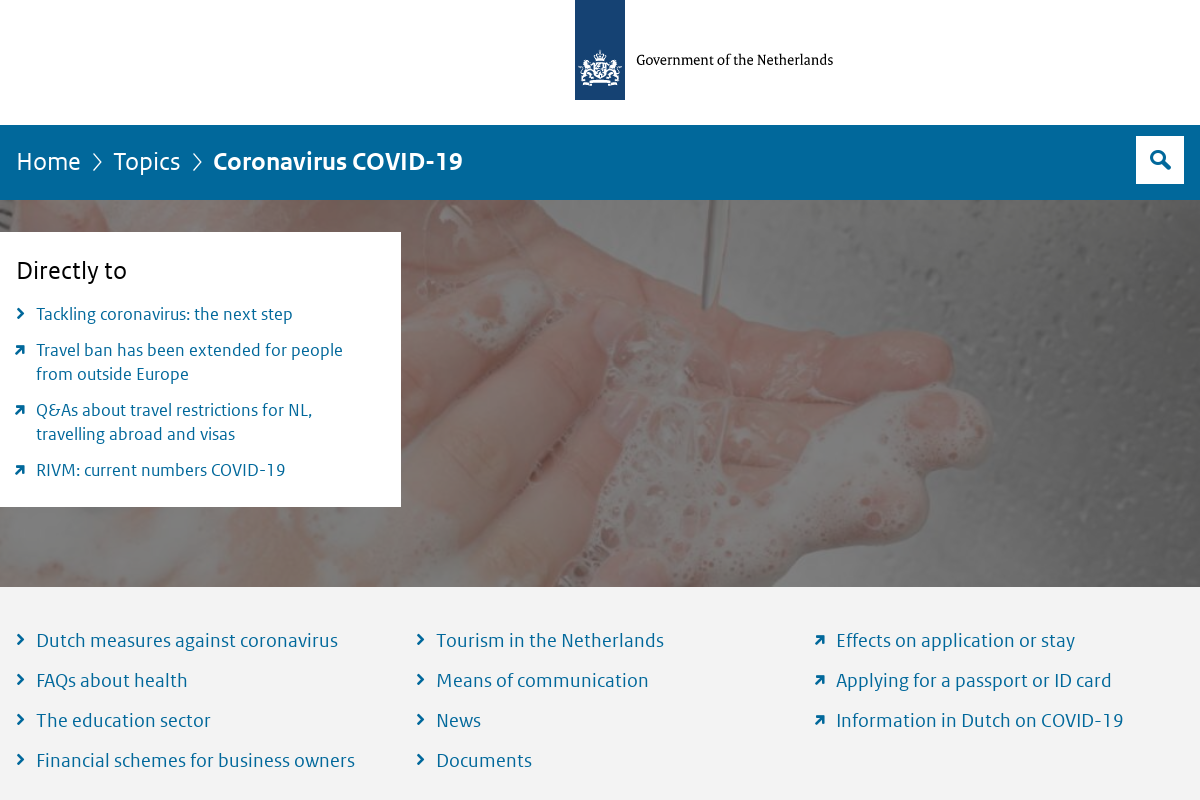 Government of the Netherlands
Home
Topics
Coronavirus COVID-19
Directly to
Tackling coronavirus: the next step
Travel ban has been extended for people
from outside Europe
Q&As about travel restrictions for NL,
travelling abroad and visas
RIVM: current numbers COVID-19
Dutch measures against coronavirus
FAQs about health
The education sector
Financial schemes for business owners
Tourism in the Netherlands
Means of communication
News
Documents
Effects on application or stay
Applying for a passport or ID card
Information in Dutch on COVID-19